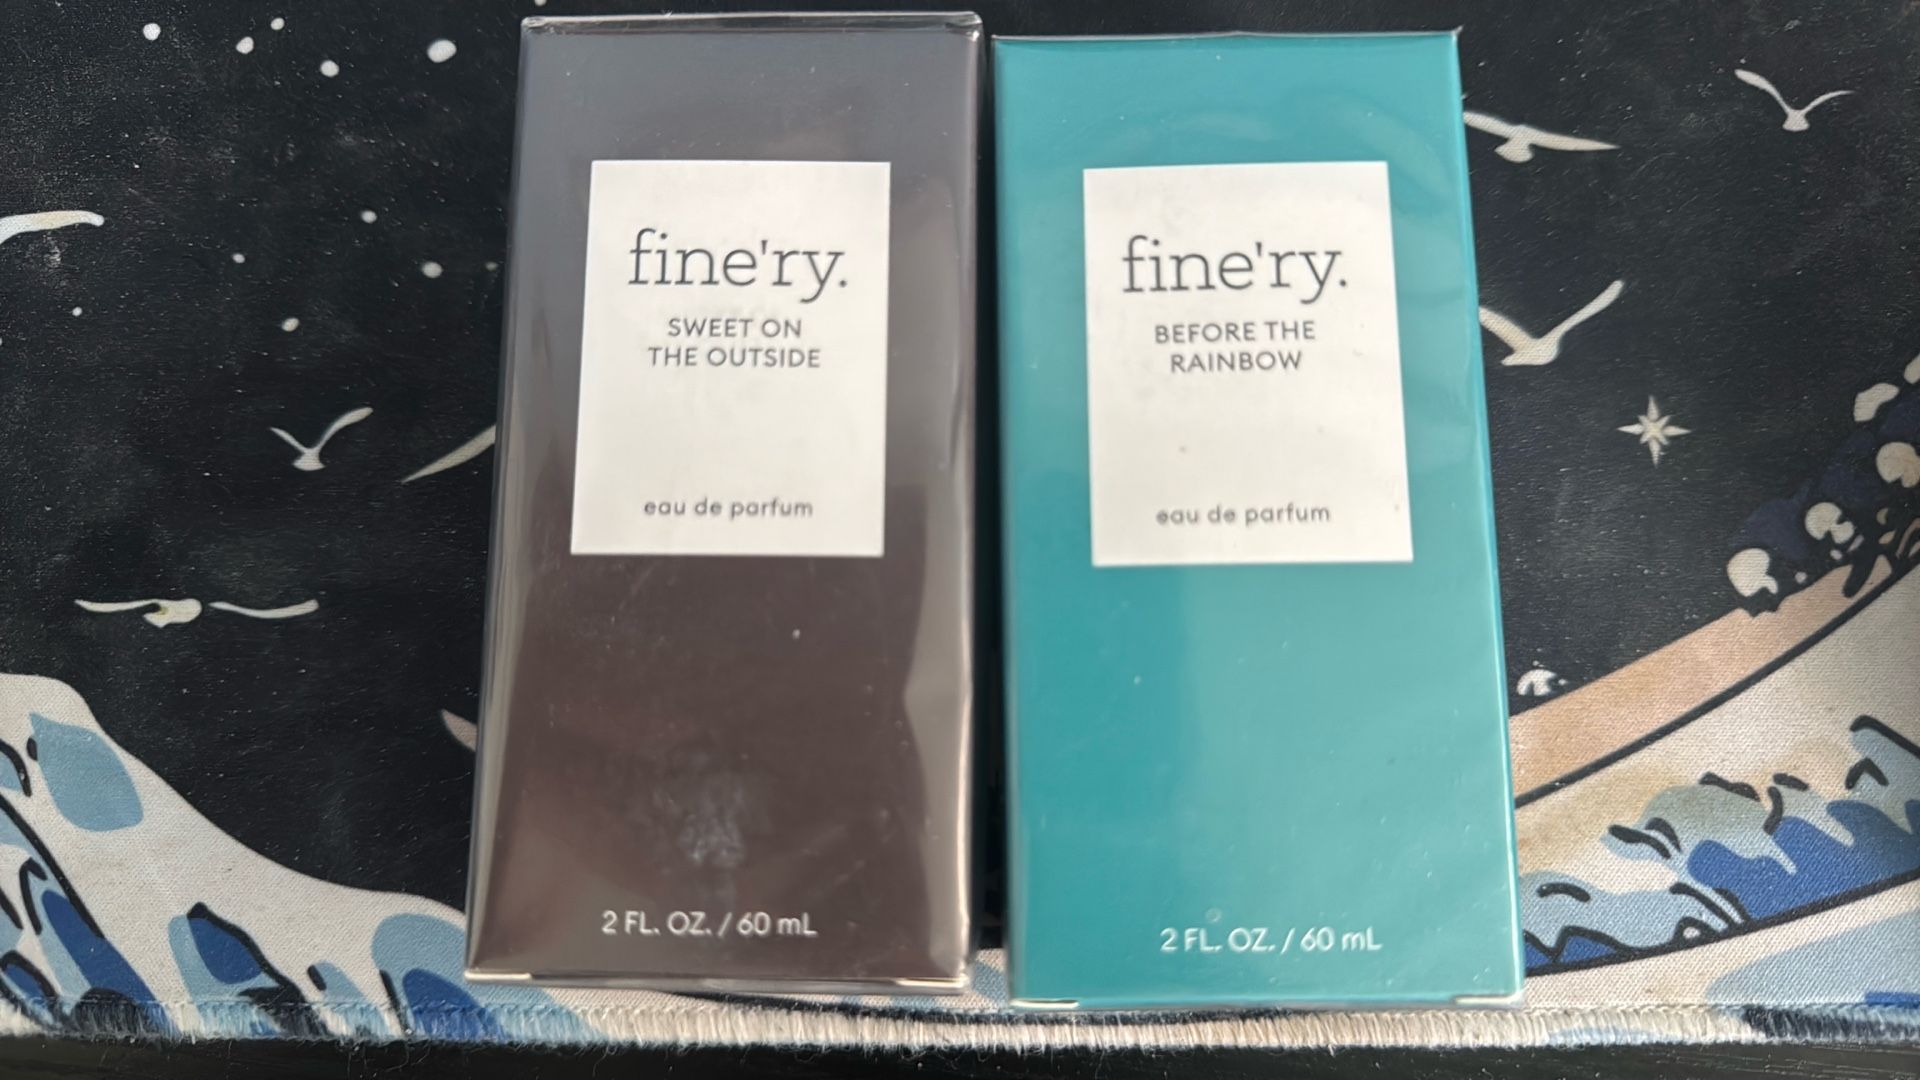 fine'ry.
SWEET ON
THE OUTSIDE
eau de parfum
2 FL. OZ. / 60 mL
fine'ry.
BEFORE THE
RAINBOW
eau de parfum
2 FL. OZ. / 60 mL